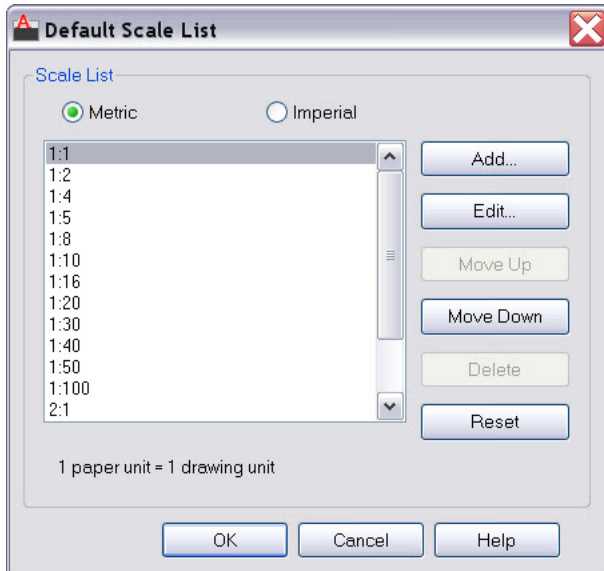 Default Scale List
Scale List
Metric
Imperial
1:1
1:2
1:4
1:5
1:8
1:10
1:16
1:20
1:30
1:40
1:50
1:100
2:1
Add...
Edit...
Move Up
Move Down
Delete
Reset
1 paper unit = 1 drawing unit
OK
Cancel
Help